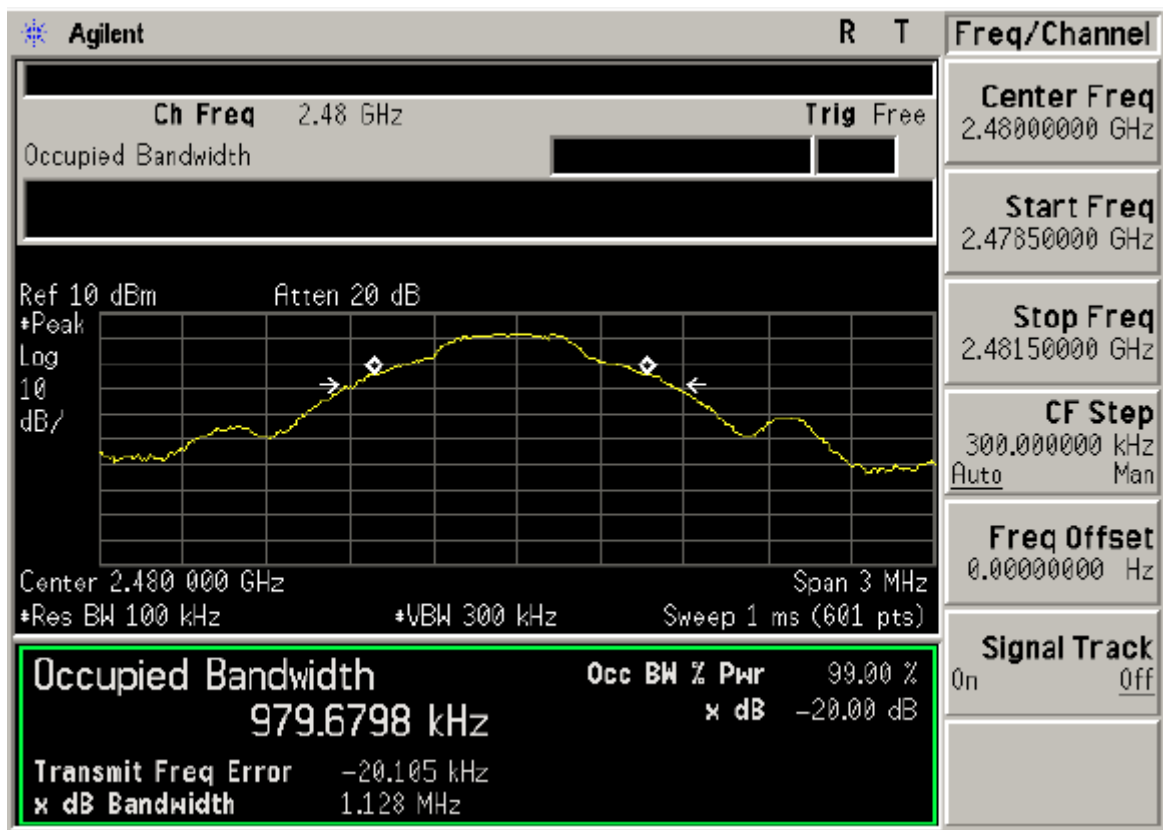 Agilent R T
Ch Freq 2.48 GHz Trig Free
Occupied Bandwidth
Ref 10 dBm Atten 20 dB
#Peak
Log
10
dB/
Center 2.480 000 GHz Span 3 MHz
#Res BW 100 kHz #VBW 300 kHz Sweep 1 ms (601 pts)
Occupied Bandwidth
979.6798 kHz
Occ BW % Pwr 99.00 %
x dB -20.00 dB
Transmit Freq Error -20.105 kHz
x dB Bandwidth 1.128 MHz
Freq/Channel
Center Freq
2.48000000 GHz
Start Freq
2.47850000 GHz
Stop Freq
2.48150000 GHz
CF Step
300.000000 kHz
Auto Man
Freq Offset
0.00000000 Hz
Signal Track
On Off